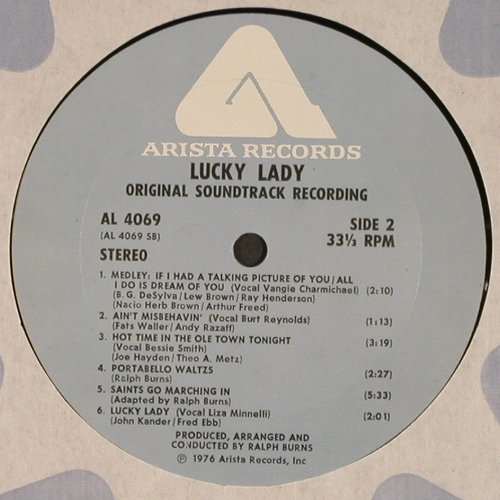 ARISTA RECORDS
LUCKY LADY
ORIGINAL SOUNDTRACK RECORDING
AL 4069
(AL 4069 SB)
STEREO
SIDE 2
33⅓ RPM
1. MEDLEY: IF I HAD A TALKING PICTURE OF YOU/ALL
I DO IS DREAM OF YOU (Vocal Vangie Charmichael) (2:10)
(B. G. DeSylva/Lew Brown/Ray Henderson)
(Nacio Herb Brown/Arthur Freed)
2. AIN'T MISBEHAVIN' (Vocal Burt Reynolds) (1:13)
(Fats Waller/Andy Razaff)
3. HOT TIME IN THE OLE TOWN TONIGHT (3:19)
(Vocal Bessie Smith)
(Joe Hayden/Theo A. Metz)
4. PORTABELLO WALTZS (2:27)
(Ralph Burns)
5. SAINTS GO MARCHING IN (5:33)
(Adapted by Ralph Burns)
6. LUCKY LADY (Vocal Liza Minnelli) (2:01)
(John Kander/Fred Ebb)
PRODUCED, ARRANGED AND
CONDUCTED BY RALPH BURNS
℗ 1976 Arista Records, Inc